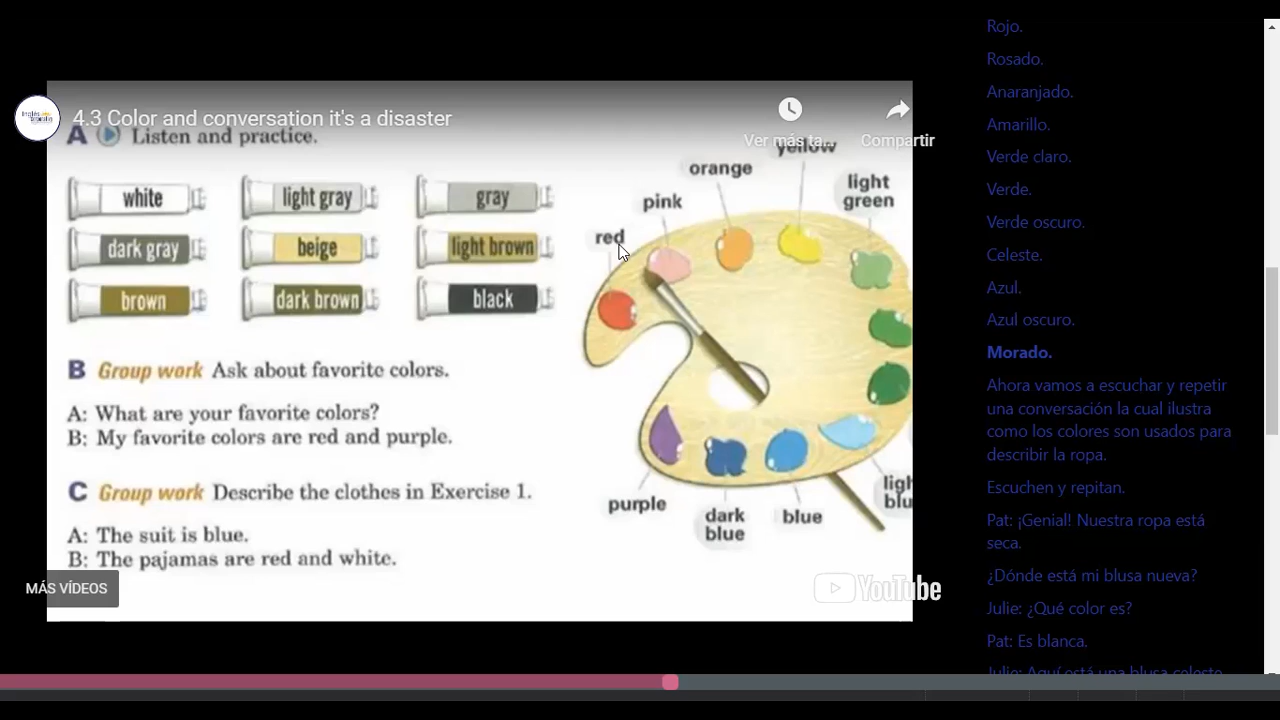 4.3 Color and conversation it's a disaster
Ver más ta...
Compartir
A Listen and practice.
white
light gray
gray
dark gray
beige
light brown
brown
dark brown
black
red
pink
orange
yellow
light
green
purple
dark
blue
blue
B Group work Ask about favorite colors.
A: What are your favorite colors?
B: My favorite colors are red and purple.
C Group work Describe the clothes in Exercise 1.
A: The suit is blue.
B: The pajamas are red and white.
MÁS VÍDEOS
YouTube
Rojo.
Rosado.
Anaranjado.
Amarillo.
Verde claro.
Verde.
Verde oscuro.
Celeste.
Azul.
Azul oscuro.
Morado.
Ahora vamos a escuchar y repetir
una conversación la cual ilustra
como los colores son usados para
describir la ropa.
Escuchen y repitan.
Pat: ¡Genial! Nuestra ropa está
seca.
¿Dónde está mi blusa nueva?
Julie: ¿Qué color es?
Pat: Es blanca.
Julie: Aquí está una blusa celeste